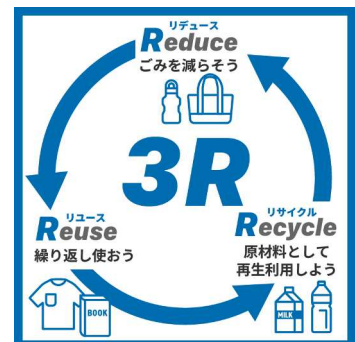 リデュース
Reduce
ごみを減らそう
3R
リユース
Reuse
繰り返し使おう
BOOK
リサイクル
Recycle
原材料として
再生利用しよう
MILK